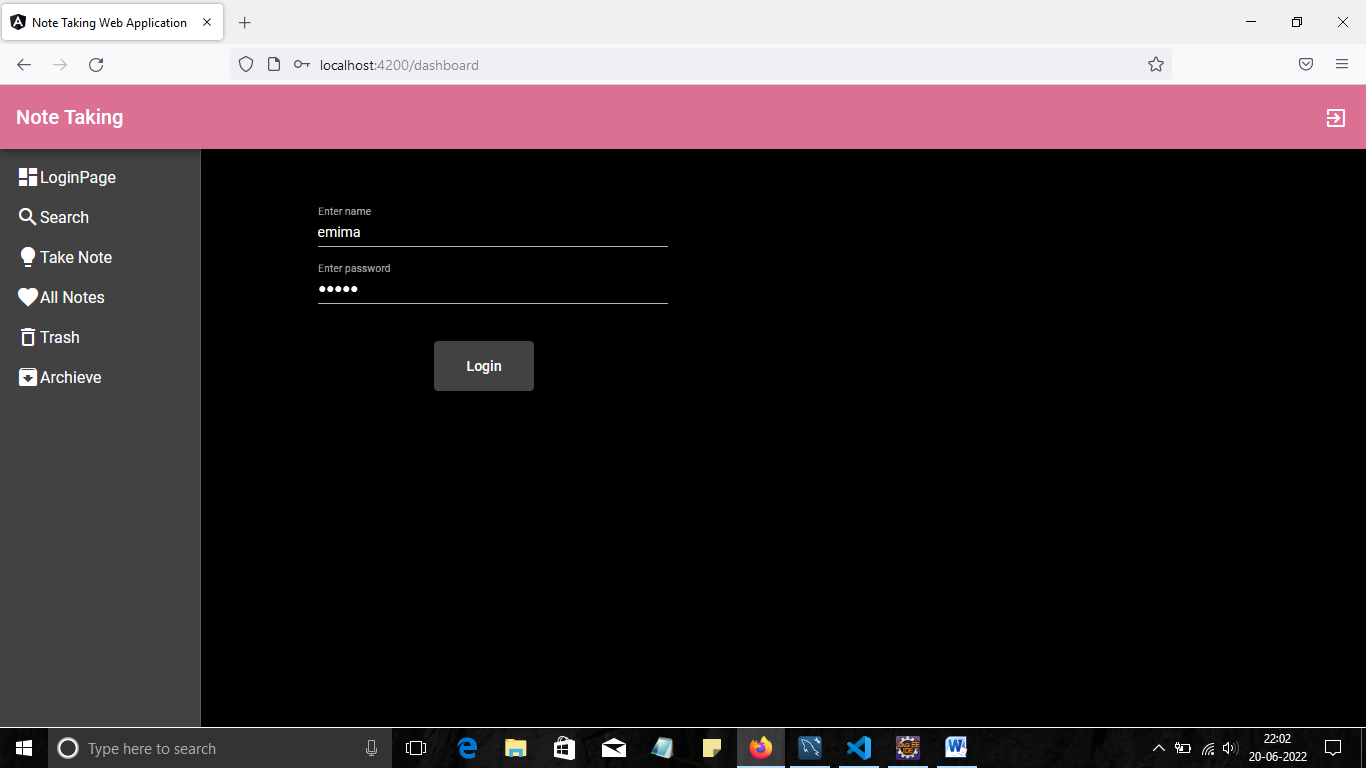 Note Taking Web Application
localhost:4200/dashboard
Note Taking
LoginPage
Search
Take Note
All Notes
Trash
Archieve
Enter name
emima
Enter password
•••••
Login
Type here to search
22:02
20-06-2022